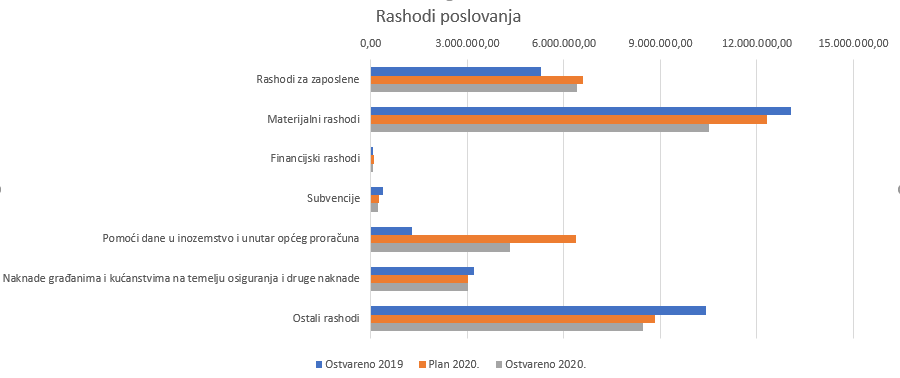 Rashodi poslovanja
0,00 3.000.000,00 6.000.000,00 9.000.000,00 12.000.000,00 15.000.000,00
Rashodi za zaposlene
Materijalni rashodi
Financijski rashodi
Subvencije
Pomoći dane u inozemstvo i unutar općeg proračuna
Naknade građanima i kućanstvima na temelju osiguranja i druge naknade
Ostali rashodi
Ostvareno 2019 Plan 2020. Ostvareno 2020.